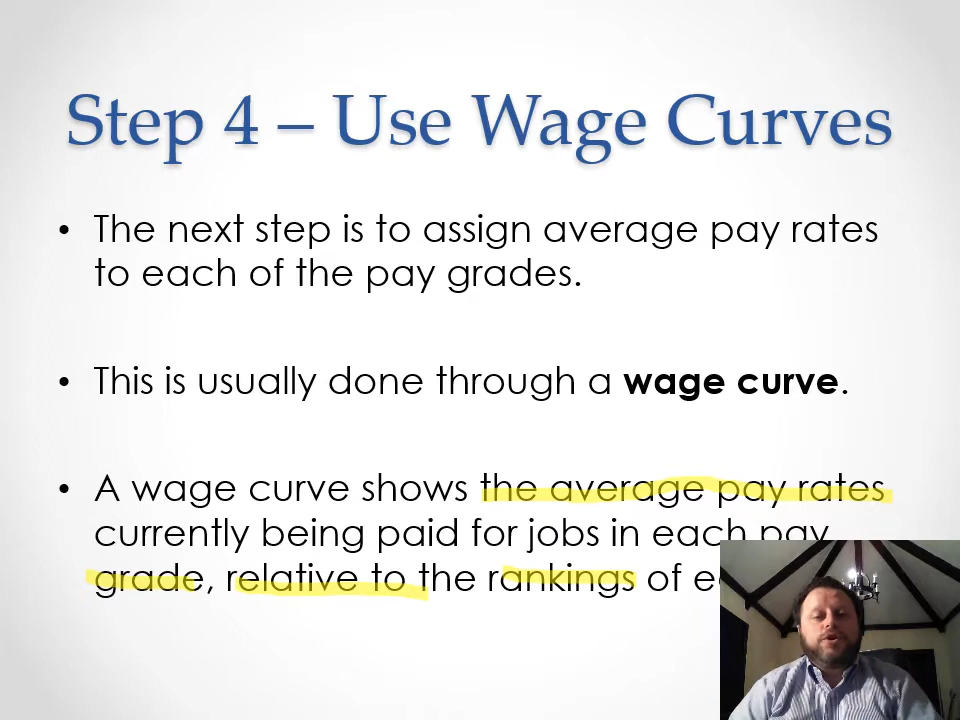 Step 4 – Use Wage Curves
• The next step is to assign average pay rates
to each of the pay grades.
• This is usually done through a wage curve.
• A wage curve shows the average pay rates
currently being paid for jobs in each pay
grade, relative to the rankings of